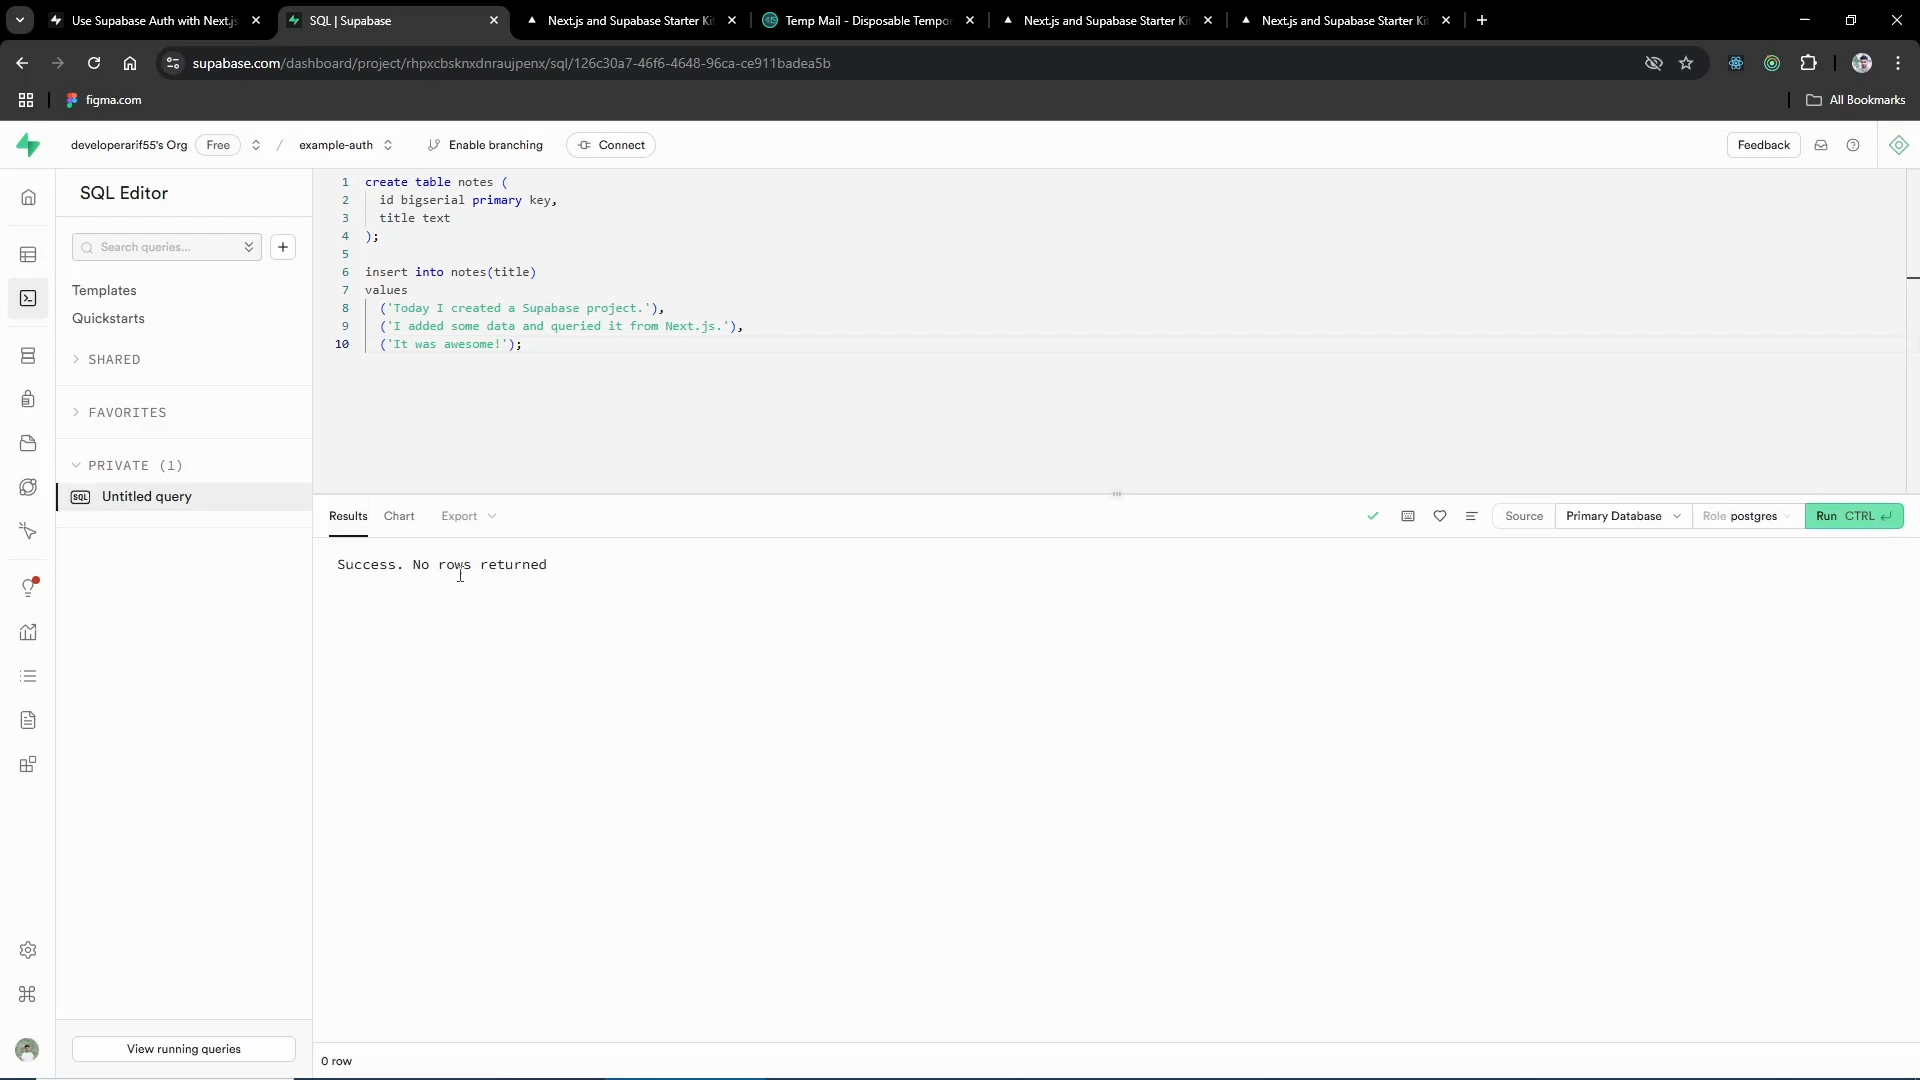 Use Supabase Auth with Next.js
SQL | Supabase
Next.js and Supabase Starter Ki
Temp Mail - Disposable Tempo
Next.js and Supabase Starter Ki
Next.js and Supabase Starter Ki
supabase.com/dashboard/project/rhpxcbsknxdnraujpenx/sql/126c30a7-46f6-4648-96ca-ce911badea5b
figma.com
All Bookmarks
developerarif55's Org
Free
/
example-auth
Enable branching
Connect
Feedback
SQL Editor
Search queries...
Templates
Quickstarts
SHARED
FAVORITES
PRIVATE (1)
SQL Untitled query
View running queries
1 create table notes (
2 id bigserial primary key,
3 title text
4 );
5
6 insert into notes(title)
7 values
8 ('Today I created a Supabase project.'),
9 ('I added some data and queried it from Next.js.'),
10 ('It was awesome!');
Results
Chart
Export
Source
Primary Database
Role postgres
Run CTRL
Success. No rows returned
0 row